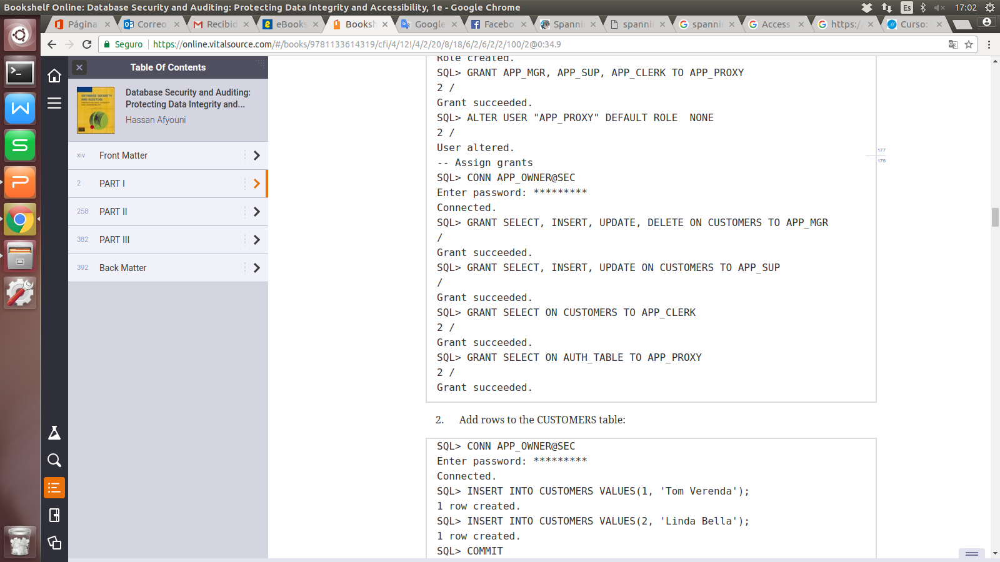 Bookshelf Online: Database Security and Auditing: Protecting Data Integrity and Accessibility, 1e - Google Chrome
Es
17:02
Página
Correo
Recibid
eBooks
Booksh
Google
Facebo
Spannin
spannin
spannin
Access
https:/
Curso:
Seguro
https://online.vitalsource.com/#/books/9781133614319/cfi/4/12!/4/2/20/8/18/6/2/6/2/2/100/2@0:34.9
Table Of Contents
Database Security and Auditing:
Protecting Data Integrity and...
Hassan Afyouni
xiv Front Matter
2 PART I
258 PART II
382 PART III
392 Back Matter
Role created.
SQL> GRANT APP_MGR, APP_SUP, APP_CLERK TO APP_PROXY
2 /
Grant succeeded.
SQL> ALTER USER "APP_PROXY" DEFAULT ROLE  NONE
2 /
User altered.
-- Assign grants
SQL> CONN APP_OWNER@SEC
Enter password: *********
Connected.
SQL> GRANT SELECT, INSERT, UPDATE, DELETE ON CUSTOMERS TO APP_MGR
/
Grant succeeded.
SQL> GRANT SELECT, INSERT, UPDATE ON CUSTOMERS TO APP_SUP
/
Grant succeeded.
SQL> GRANT SELECT ON CUSTOMERS TO APP_CLERK
2 /
Grant succeeded.
SQL> GRANT SELECT ON AUTH_TABLE TO APP_PROXY
2 /
Grant succeeded.
177
178
2. Add rows to the CUSTOMERS table:
SQL> CONN APP_OWNER@SEC
Enter password: *********
Connected.
SQL> INSERT INTO CUSTOMERS VALUES(1, 'Tom Verenda');
1 row created.
SQL> INSERT INTO CUSTOMERS VALUES(2, 'Linda Bella');
1 row created.
SQL> COMMIT